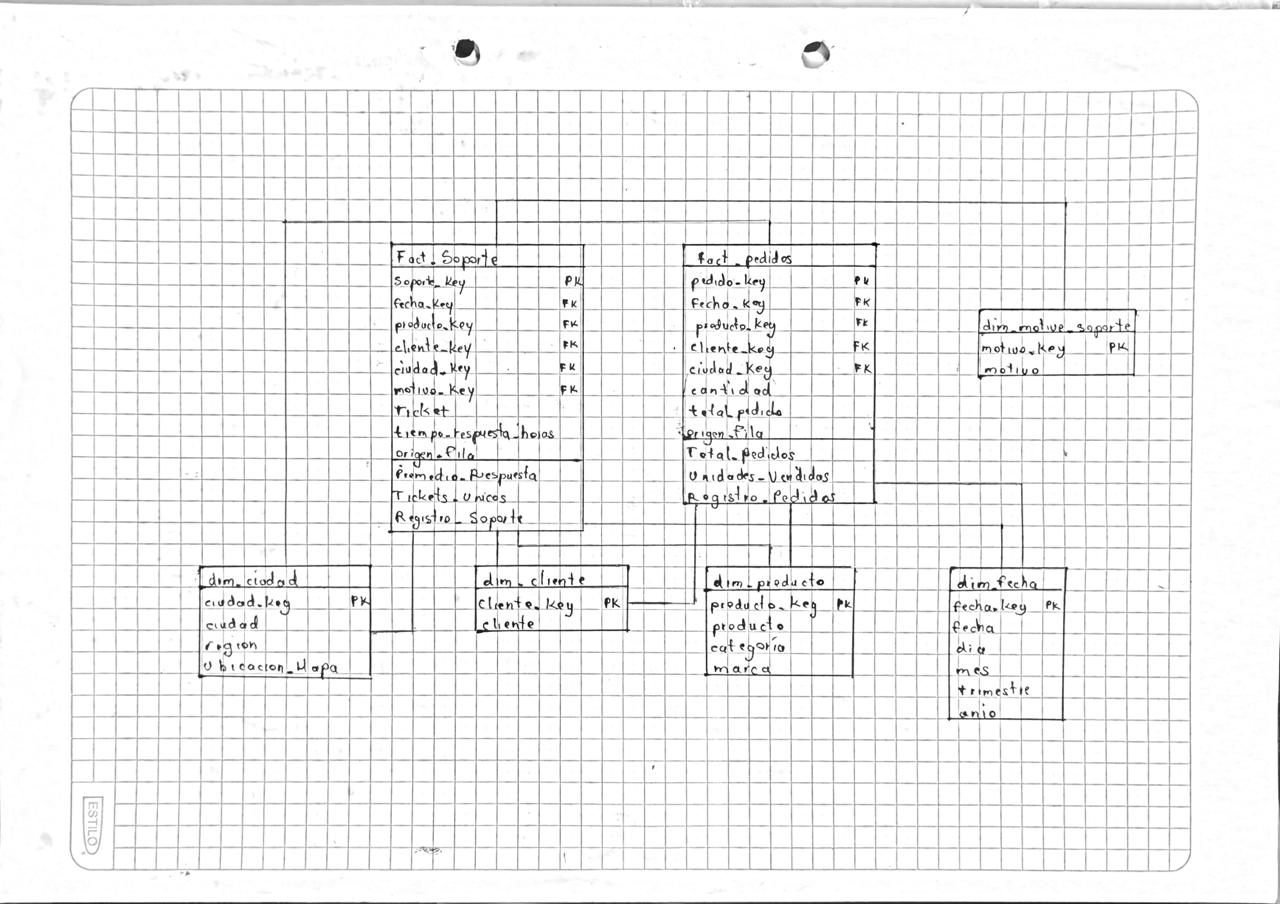 Fact_Soporte
Soporte_key PK
fecha_key FK
producto_key FK
cliente_key FK
ciudad_key FK
motivo_key FK
Ticket
tiempo_respuesta_horas
origen_fila
Promedio_Respuesta
Tickets_Unicos
Registro_Soporte
fact_pedidos
pedido_key PK
fecha_key FK
producto_key FK
cliente_key FK
ciudad_key FK
cantidad
total_pedido
origen_fila
Total_pedidos
Unidades_Vendidos
Registro_Pedidos
dim_motivo_soporte
motivo_key PK
motivo
dim_ciudad
ciudad_key PK
ciudad
region
Ubicacion_Mapa
dim_cliente
cliente_key PK
cliente
dim_producto
producto_key PK
producto
categoría
marca
dim_fecha
fecha_key PK
fecha
dia
mes
trimestre
anio
ESTILO